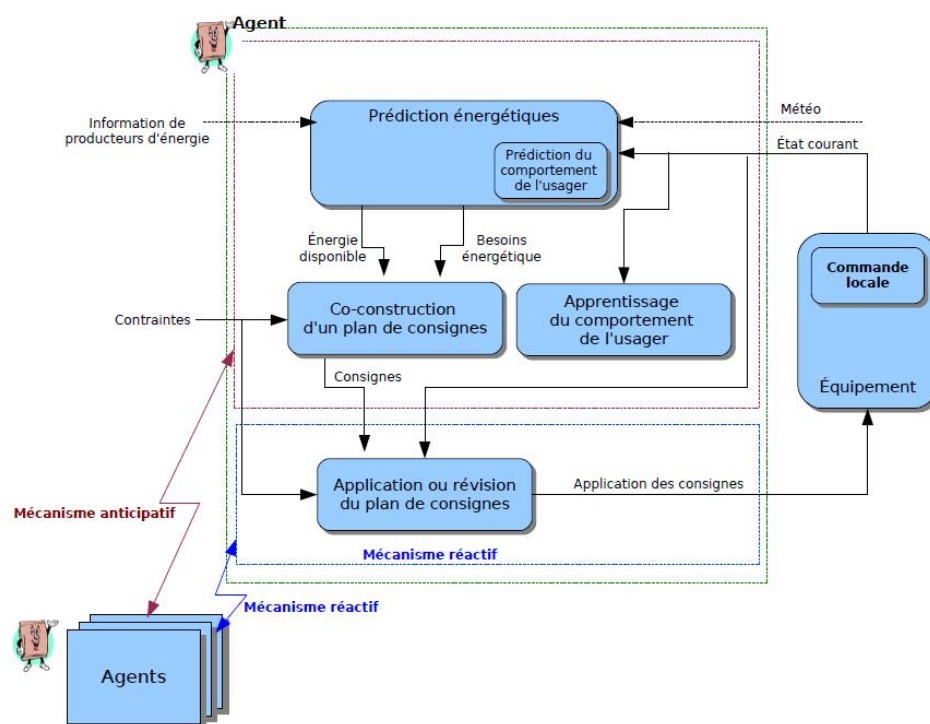 Agent
Information de
producteurs d'énergie
Prédiction énergétiques
Prédiction du
comportement
de l'usager
Météo
État courant
Énergie
disponible
Besoins
énergétique
Commande
locale
Équipement
Contraintes
Co-construction
d'un plan de consignes
Apprentissage
du comportement
de l'usager
Consignes
Application ou révision
du plan de consignes
Application des consignes
Mécanisme anticipatif
Mécanisme réactif
Mécanisme réactif
Agents